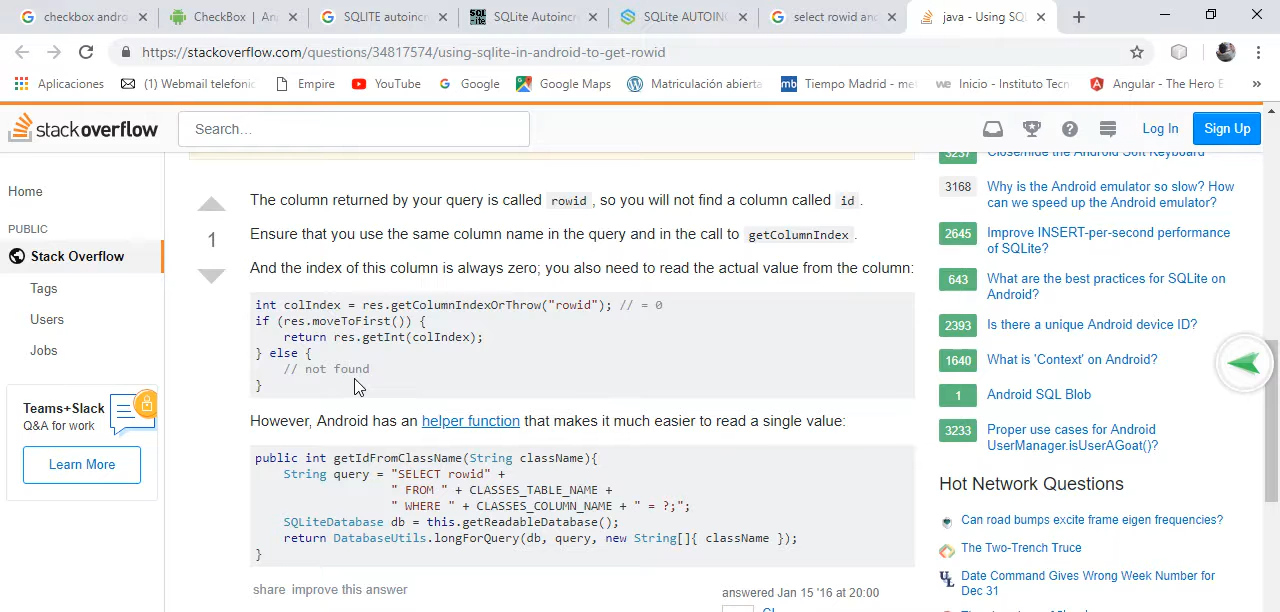 checkbox andro
CheckBox | An
SQLITE autoincr
SQLite Autoincre
SQLite AUTOINC
select rowid anc
java - Using SQL
https://stackoverflow.com/questions/34817574/using-sqlite-in-android-to-get-rowid
Aplicaciones
(1) Webmail telefonic
Empire
YouTube
Google
Google Maps
Matriculación abierta
mb Tiempo Madrid - met
we Inicio - Instituto Tecn
Angular - The Hero E
»
stackoverflow
Search…
Log In
Sign Up
Home
PUBLIC
Stack Overflow
Tags
Users
Jobs
Teams+Slack
Q&A for work
Learn More
1
The column returned by your query is called rowid , so you will not find a column called id .
Enrure that you use the same column name in the query and in the call to getColumnIndex .
And the index of this column is always zero; you also need to read the actual value from the column:
int colIndex = res.getColumnIndexOrThrow("rowid"); // = 0
if (res.moveToFirst()) {
return res.getInt(colIndex);
} else {
// not found
}
However, Android has an helper function that makes it much easier to read a single value:
public int getIdFromClassName(String className){
String query = "SELECT rowid" +
" FROM " + CLASSES_TABLE_NAME +
" WHERE " + CLASSES_COLUMN_NAME + " = ?;";
SQLiteDatabase db = this.getReadableDatabase();
return DatabaseUtils.longForQuery(db, query, new String[]{ className });
}
share improve this answer
answered Jan 15 '16 at 20:00
CL
3237 Close/hide the Android Soft Keyboard
3168 Why is the Android emulator so slow? How
can we speed up the Android emulator?
2645 Improve INSERT-per-second performance
of SQLite?
643 What are the best practices for SQLite on
Android?
2393 Is there a unique Android device ID?
1640 What is 'Context' on Android?
1 Android SQL Blob
3233 Proper use cases for Android
UserManager.isUserAGoat()?
Hot Network Questions
Can road bumps excite frame eigen frequencies?
The Two-Trench Truce
Date Command Gives Wrong Week Number for
Dec 31